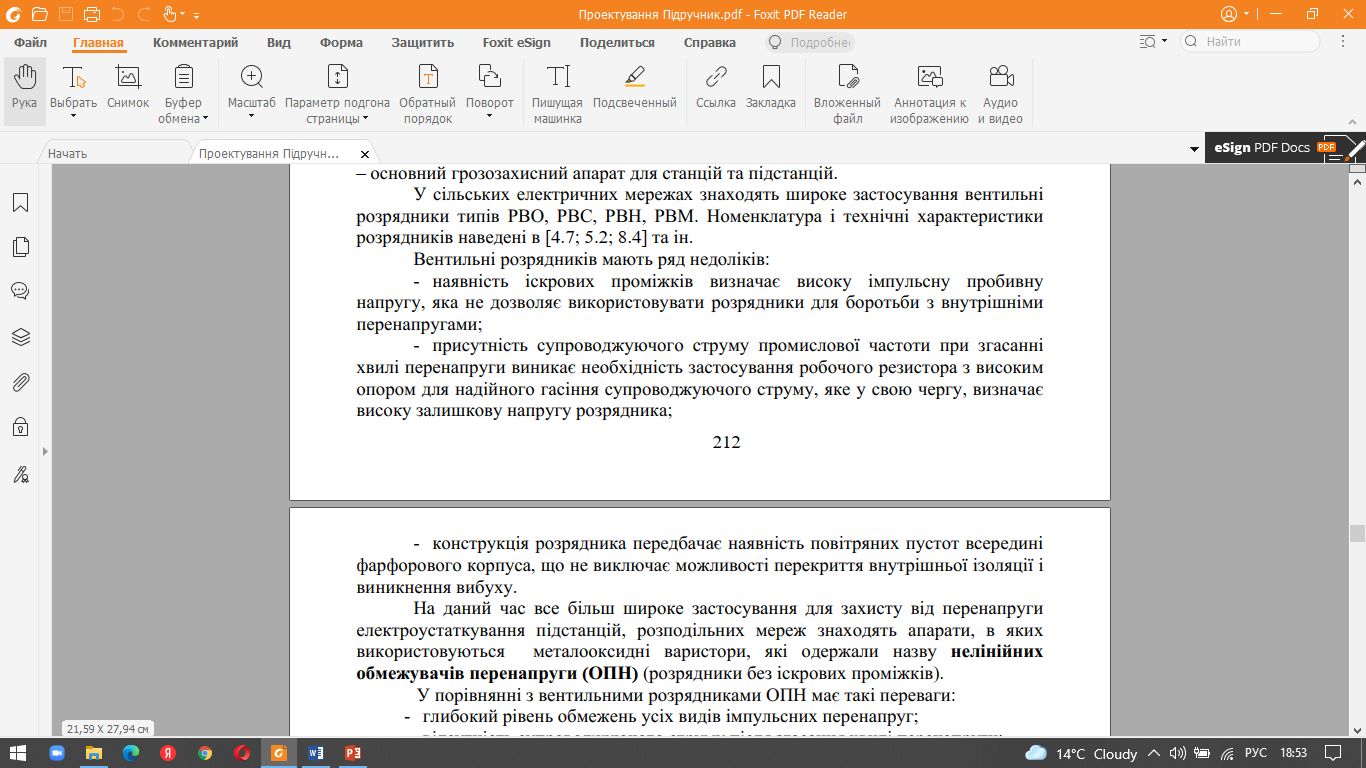 Проектування Підручник.pdf - Foxit PDF Reader
Файл Главная Комментарий Вид Форма Защитить Foxit eSign Поделиться Справка Подробнее Найти
Рука Выбрать Снимок Буфер обмена Масштаб Параметр подгона страницы Обратный порядок Поворот Пишущая машинка Подсвеченный Ссылка Закладка Вложенный файл Аннотация к изображению Аудио и видео
Начать Проектування Підручн... eSign PDF Docs PDF
– основний грозозахисний апарат для станцій та підстанцій.
У сільських електричних мережах знаходять широке застосування вентильні
розрядники типів РВО, РВС, РВН, РВМ. Номенклатура і технічні характеристики
розрядників наведені в [4.7; 5.2; 8.4] та ін.
Вентильні розрядників мають ряд недоліків:
- наявність іскрових проміжків визначає високу імпульсну пробивну
напругу, яка не дозволяє використовувати розрядники для боротьби з внутрішніми
перенапругами;
- присутність супроводжуючого струму промислової частоти при згасанні
хвилі перенапруги виникає необхідність застосування робочого резистора з високим
опором для надійного гасіння супроводжуючого струму, яке у свою чергу, визначає
високу залишкову напругу розрядника;
212
- конструкція розрядника передбачає наявність повітряних пустот всередині
фарфорового корпуса, що не виключає можливості перекриття внутрішньої ізоляції і
виникнення вибуху.
На даний час все більш широке застосування для захисту від перенапруги
електроустаткування підстанцій, розподільних мереж знаходять апарати, в яких
використовуються металооксидні варистори, які одержали назву нелінійних
обмежувачів перенапруги (ОПН) (розрядники без іскрових проміжків).
У порівнянні з вентильними розрядниками ОПН має такі переваги:
- глибокий рівень обмежень усіх видів імпульсних перенапруг;
21,59 X 27,94 см
14°C Cloudy РУС 18:53